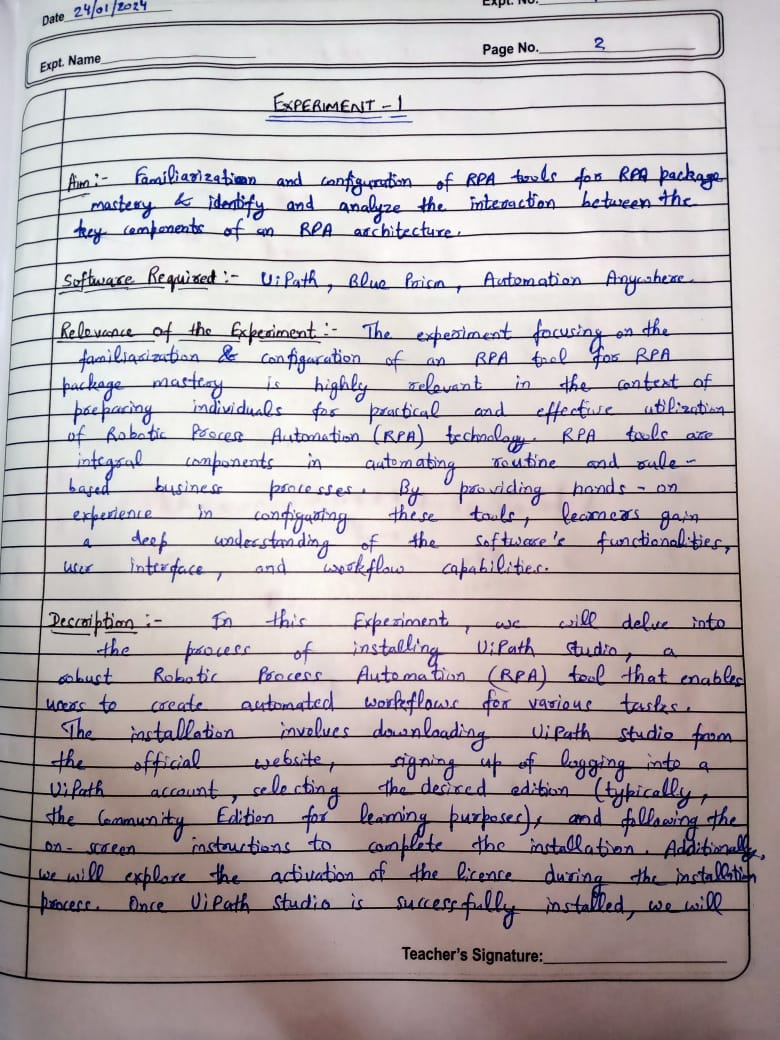 Date 24/01/2024
Expt. No.
Expt. Name
Page No. 2
EXPERIMENT - 1
Aim :- Familiarization and configuration of RPA tools for RPA package
mastery & identify and analyze the interaction between the
key components of an RPA architecture.
Software Required :- UiPath, Blue Prism, Automation Anywhere.
Relevance of the Experiment :- The experiment focusing on the
familiarization & configuration of an RPA tool for RPA
package mastery is highly relevant in the context of
preparing individuals for practical and effective utilization
of Robotic Process Automation (RPA) technology. RPA tools are
integral components in automating routine and rule -
based business processes. By providing hands - on
experience in configuring these tools, learners gain
a deep understanding of the software's functionalities,
user interface, and workflow capabilities.
Description :- In this Experiment, we will delve into
the process of installing UiPath Studio, a
robust Robotic Process Automation (RPA) tool that enables
users to create automated workflows for various tasks.
The installation involves downloading UiPath Studio from
the official website, signing up of logging into a
UiPath account, selecting the desired edition (typically,
the Community Edition for learning purposes), and following the
on- screen instructions to complete the installation. Additionally,
we will explore the activation of the licence during the installation
process. Once UiPath Studio is successfully installed, we will
Teacher's Signature: